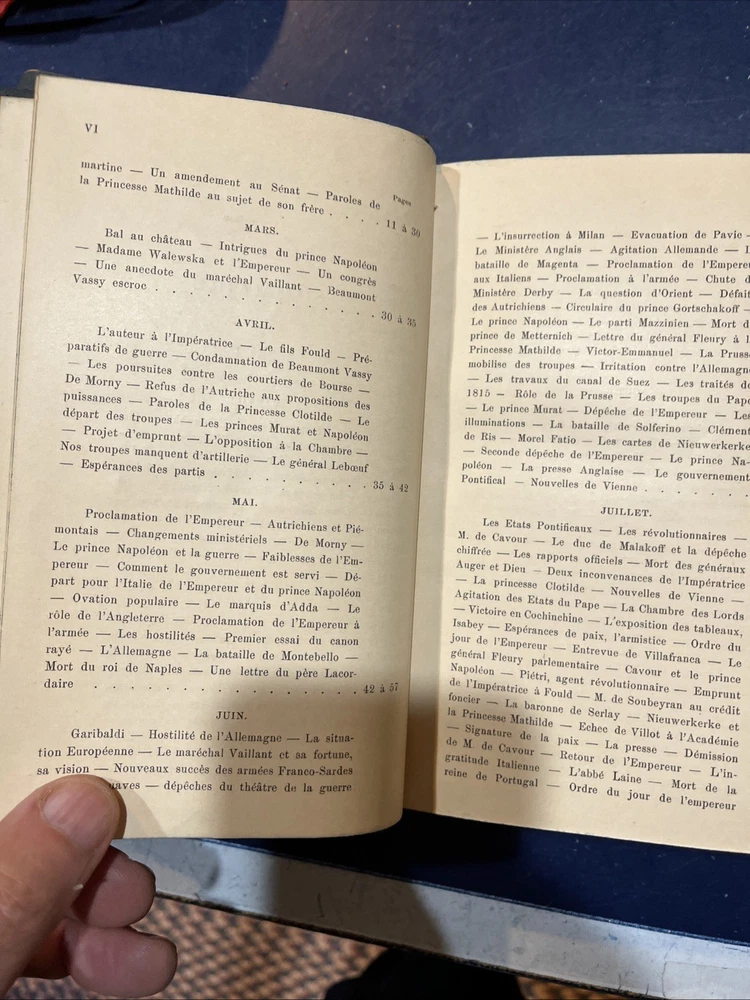 VI
Pages
martine — Un amendement au Sénat — Paroles de
la Princesse Mathilde au sujet de son frère . . . . 11 à 30
MARS.
Bal au château — Intrigues du prince Napoléon
— Madame Walewska et l'Empereur — Un congrès
— Une anecdote du maréchal Vaillant — Beaumont
Vassy escroc . . . . . . . . . . . . . 30 à 35
AVRIL.
L'auteur à l'Impératrice — Le fils Fould — Pré-
paratifs de guerre — Condamnation de Beaumont Vassy
— Les poursuites contre les courtiers de Bourse —
De Morny — Refus de l'Autriche aux propositions des
puissances — Paroles de la Princesse Clotilde — Le
départ des troupes — Les princes Murat et Napoléon
— Projet d'emprunt — L'opposition à la Chambre —
Nos troupes manquent d'artillerie — Le général Lebœuf
— Espérances des partis . . . . . . . . . . 35 à 42
MAI.
Proclamation de l'Empereur — Autrichiens et Pié-
montais — Changements ministériels — De Morny —
Le prince Napoléon et la guerre — Faiblesses de l'Em-
pereur — Comment le gouvernement est servi — Dé-
part pour l'Italie de l'Empereur et du prince Napoléon
— Ovation populaire — Le marquis d'Adda — Le
rôle de l'Angleterre — Proclamation de l'Empereur à
l'armée — Les hostilités — Premier essai du canon
rayé — L'Allemagne — La bataille de Montebello —
Mort du roi de Naples — Une lettre du père Lacor-
daire . . . . . . . . . . . . . . . 42 à 57
JUIN.
Garibaldi — Hostilité de l'Allemagne — La situa-
tion Européenne — Le maréchal Vaillant et sa fortune,
sa vision — Nouveaux succès des armées Franco-Sardes
— dépêches du théâtre de la guerre
— L'insurrection à Milan — Evacuation de Pavie —
Le Ministère Anglais — Agitation Allemande —
bataille de Magenta — Proclamation de l'Empereu
aux Italiens — Proclamation à l'armée — Chute d
Ministère Derby — La question d'Orient — Défait
des Autrichiens — Circulaire du prince Gortschakoff —
Le prince Napoléon — Le parti Mazzinien — Mort d
prince de Metternich — Lettre du général Fleury à l
Princesse Mathilde — Victor-Emmanuel — La Pruss
mobilise des troupes — Irritation contre l'Allemagne
— Les travaux du canal de Suez — Les traités de
1815 - Rôle de la Prusse — Les troupes du Pape
— Le prince Murat — Dépêche de l'Empereur — Les
illuminations — La bataille de Solferino — Clément
de Ris — Morel Fatio — Les cartes de Nieuwerkerke
— Seconde dépêche de l'Empereur — Le prince Na-
poléon — La presse Anglaise — Le gouvernement
Pontifical — Nouvelles de Vienne . . . . . .
JUILLET.
Les Etats Pontificaux — Les révolutionnaires —
M. de Cavour — Le duc de Malakoff et la dépêche
chiffrée — Les rapports officiels — Mort des généraux
Auger et Dieu — Deux inconvenances de l'Impératrice
— La princesse Clotilde — Nouvelles de Vienne —
Agitation des Etats du Pape — La Chambre des Lords
— Victoire en Cochinchine — L'exposition des tableaux,
Isabey — Espérances de paix, l'armistice — Ordre du
jour de l'Empereur — Entrevue de Villafranca — Le
général Fleury parlementaire — Cavour et le prince
Napoléon — Piétri, agent révolutionnaire — Emprunt
de l'Impératrice à Fould — M. de Soubeyran au crédit
foncier — La baronne de Serlay — Nieuwerkerke et
la Princesse Mathilde — Echec de Villot à l'Académie
— Signature de la paix — La presse — Démission
de M. de Cavour — Retour de l'Empereur — L'in-
gratitude Italienne — L'abbé Laine — Mort de la
reine de Portugal — Ordre du jour de l'empereur